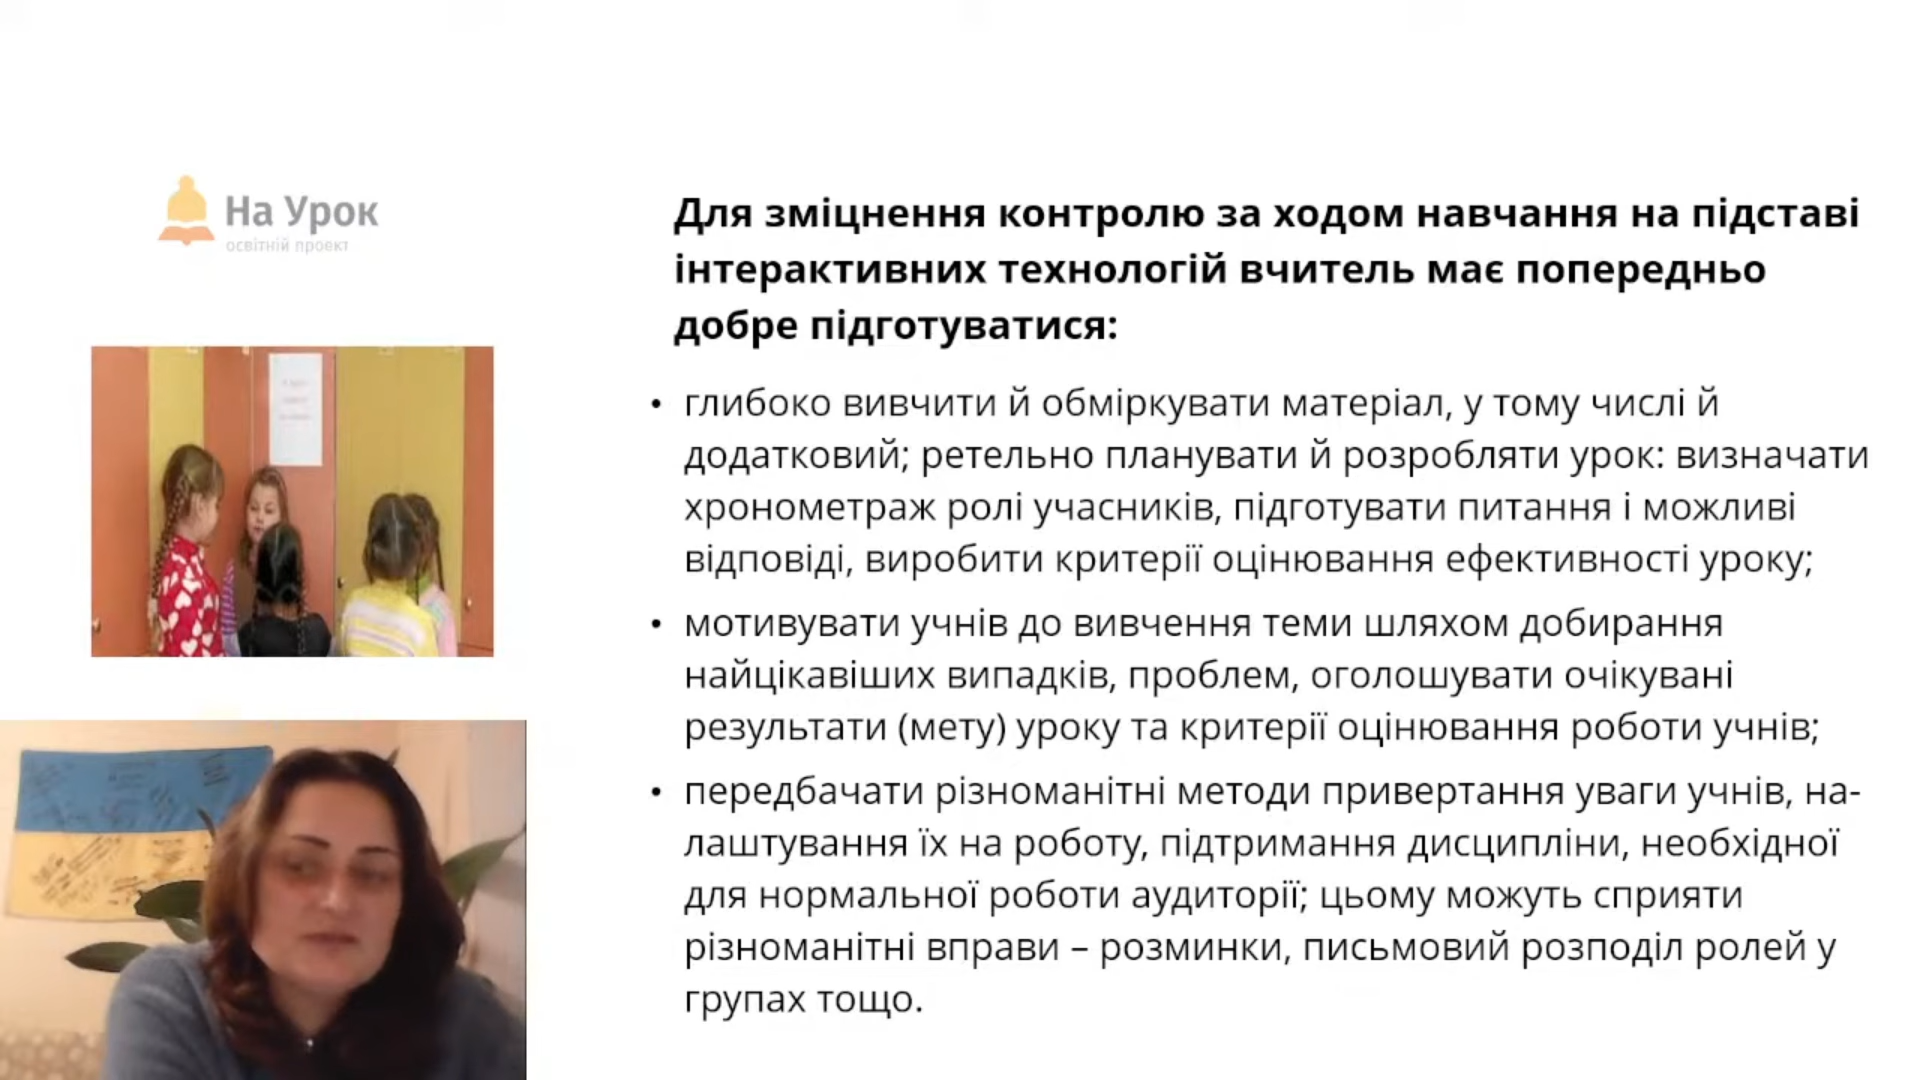 На Урок
освітній проект
Для зміцнення контролю за ходом навчання на підставі
інтерактивних технологій вчитель має попередньо
добре підготуватися:
• глибоко вивчити й обміркувати матеріал, у тому числі й
додатковий; ретельно планувати й розробляти урок: визначати
хронометраж ролі учасників, підготувати питання і можливі
відповіді, виробити критерії оцінювання ефективності уроку;
• мотивувати учнів до вивчення теми шляхом добирання
найцікавіших випадків, проблем, оголошувати очікувані
результати (мету) уроку та критерії оцінювання роботи учнів;
• передбачати різноманітні методи привертання уваги учнів, на-
лаштування їх на роботу, підтримання дисципліни, необхідної
для нормальної роботи аудиторії; цьому можуть сприяти
різноманітні вправи – розминки, письмовий розподіл ролей у
групах тощо.